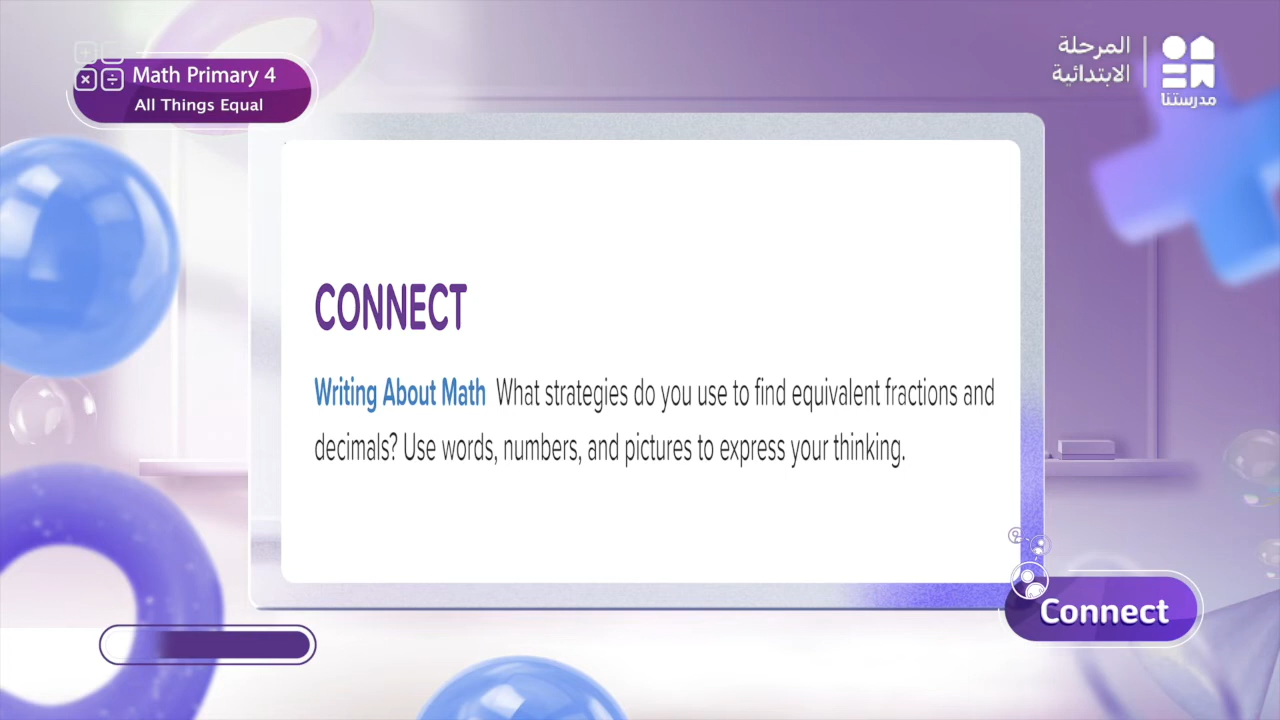 Math Primary 4
All Things Equal
المرحلة
الابتدائية
مدرستنا
CONNECT
Writing About Math What strategies do you use to find equivalent fractions and
decimals? Use words, numbers, and pictures to express your thinking.
Connect